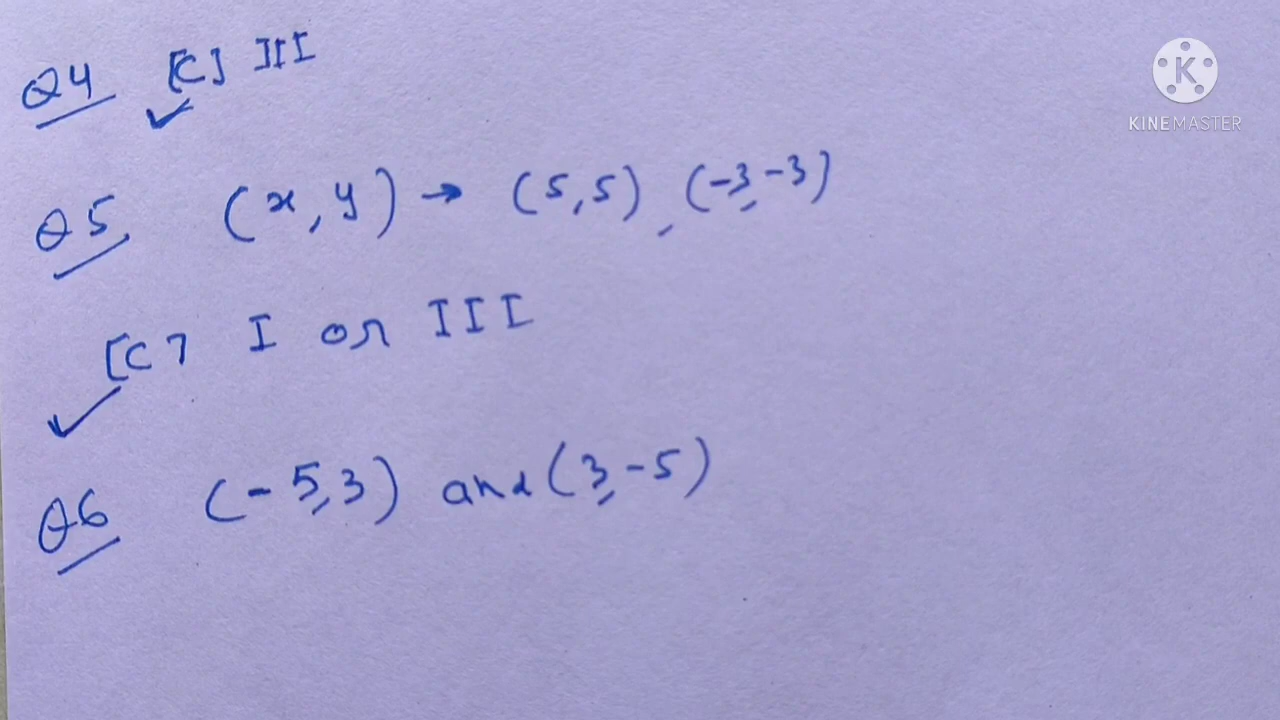 Q4 [C] III
K
KINEMASTER
Q5. (x, y) → (5,5), (-3,-3)
[C] I or III
Q6 (-5,3) and (3,-5)